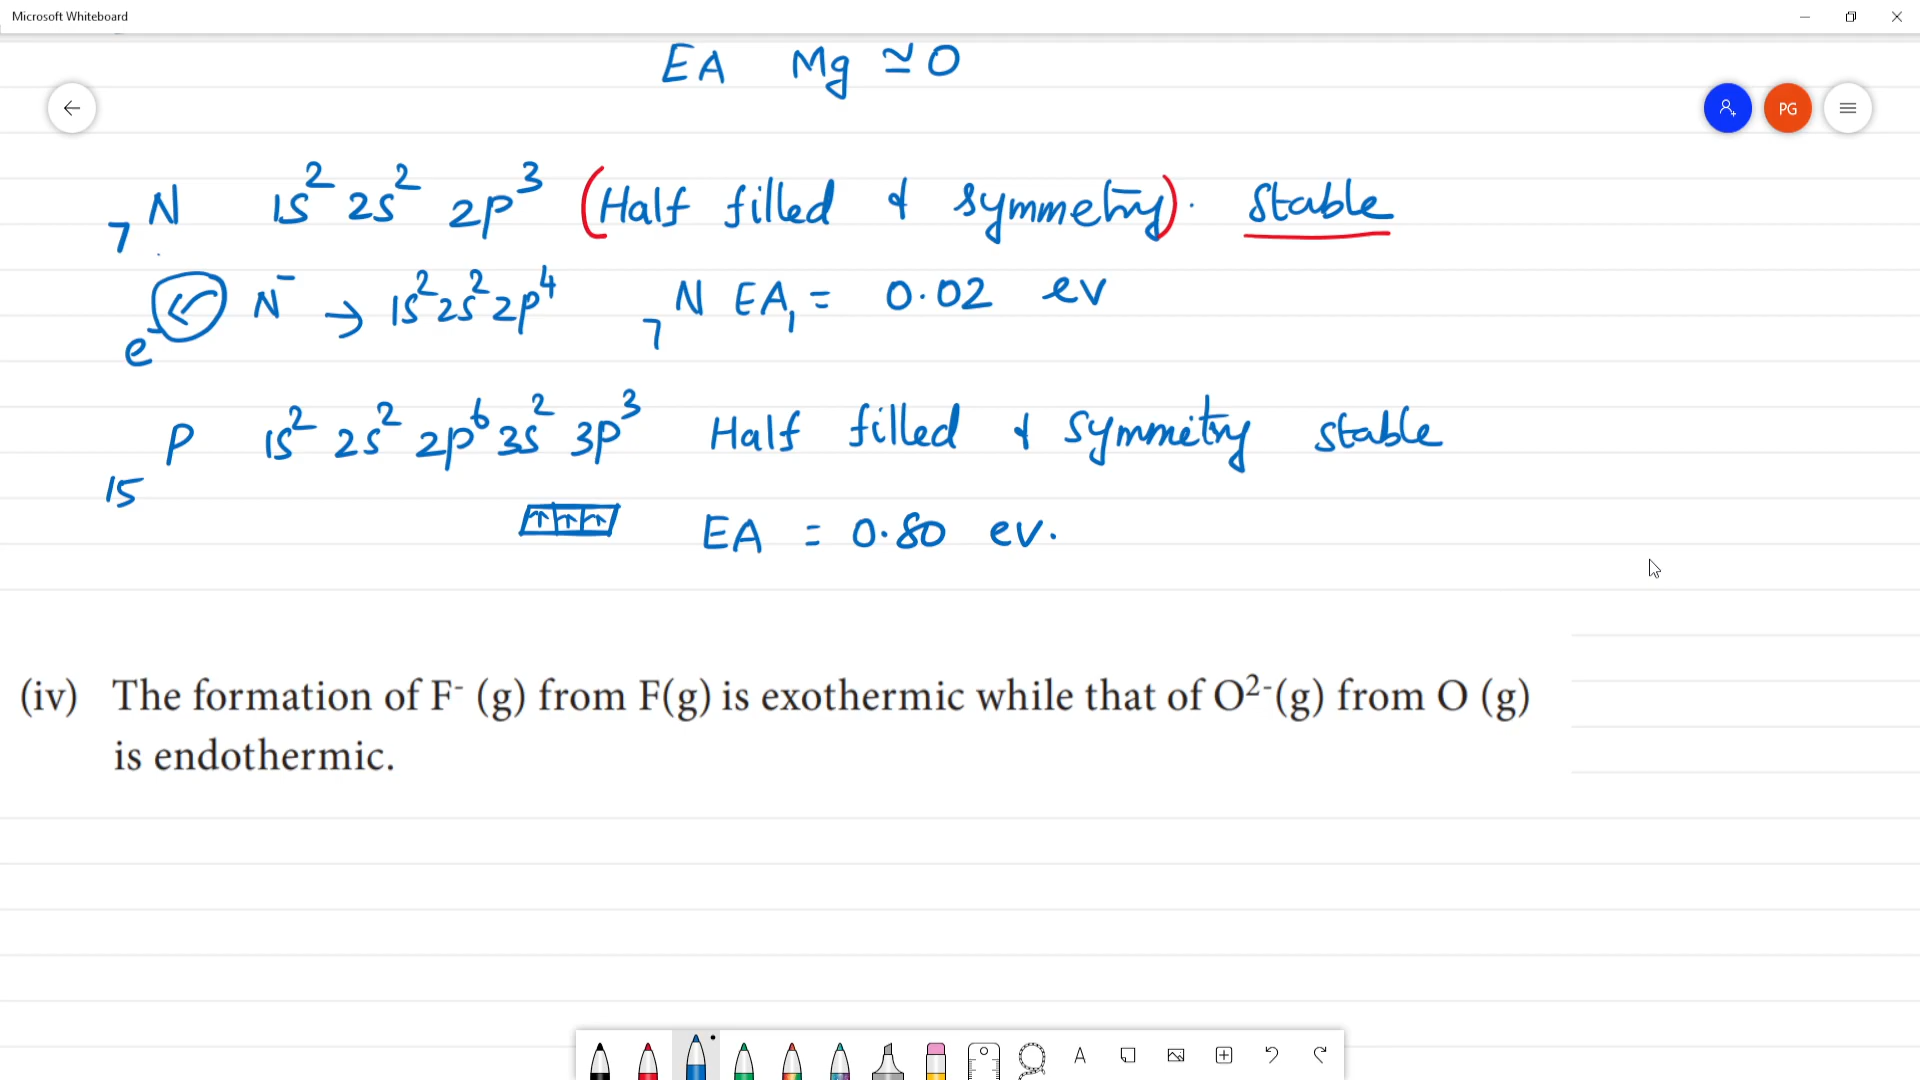 Microsoft Whiteboard
EA Mg ≃ 0
PG
₇N 1s² 2s² 2p³ (Half filled & symmetry). Stable
e⁻ N⁻ → 1s² 2s² 2p⁴ ₇N EA₁ = 0.02 ev
₁₅P 1s² 2s² 2p⁶ 3s² 3p³ Half filled & symmetry stable
↑ ↑ ↑ EA = 0.80 ev.
(iv) The formation of F⁻ (g) from F(g) is exothermic while that of O²⁻(g) from O (g)
is endothermic.
A